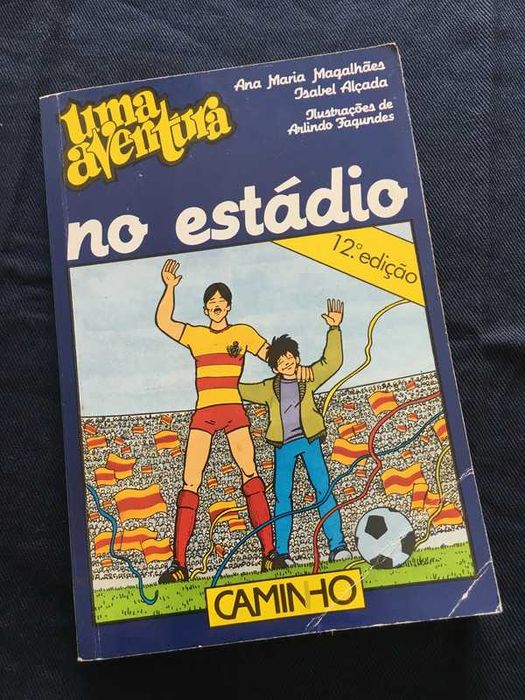 uma
aventura
Ana Maria Magalhães
Isabel Alçada
Ilustrações de
Arlindo Fagundes
no estádio
12.ª edição
CAMINHO